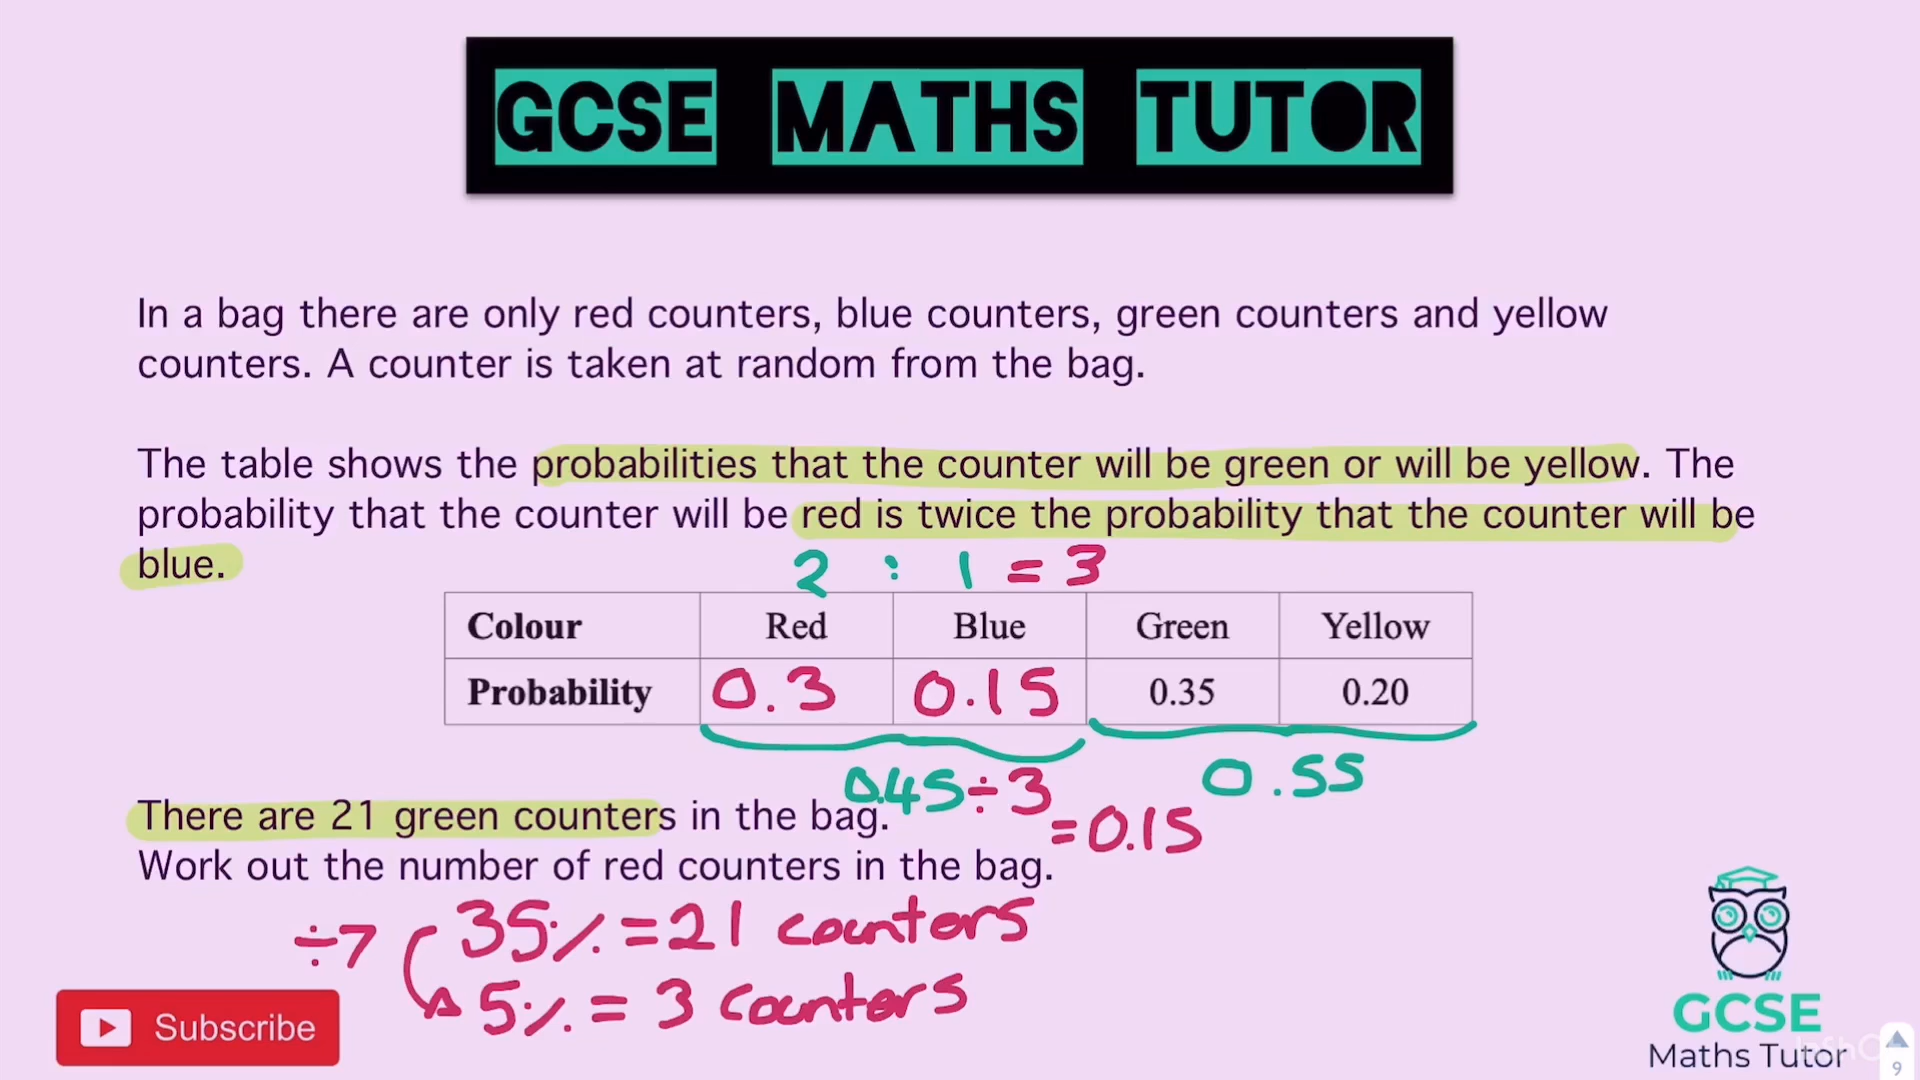 GCSE MATHS TUTOR
In a bag there are only red counters, blue counters, green counters and yellow
counters. A counter is taken at random from the bag.
The table shows the probabilities that the counter will be green or will be yellow. The
probability that the counter will be red is twice the probability that the counter will be
blue.
2 : 1 = 3
Colour Red Blue Green Yellow
Probability 0.3 0.15 0.35 0.20
0.45 ÷ 3 0.55
= 0.15
There are 21 green counters in the bag.
Work out the number of red counters in the bag.
÷7 35% = 21 counters
5% = 3 counters
Subscribe
GCSE
Maths Tutor
9